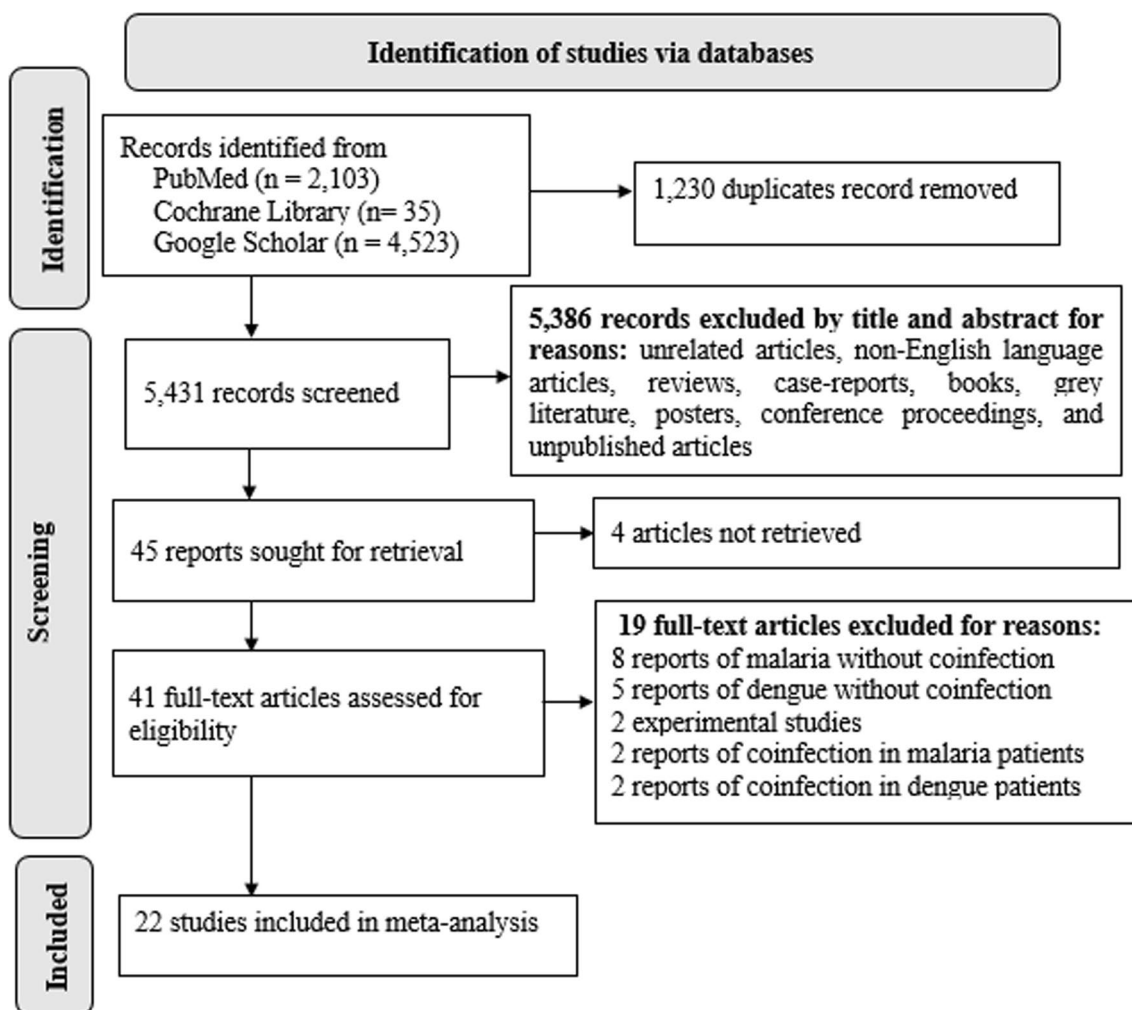 Identification of studies via databases
Identification
Records identified from
PubMed (n = 2,103)
Cochrane Library (n= 35)
Google Scholar (n = 4,523)
1,230 duplicates record removed
Screening
5,431 records screened
5,386 records excluded by title and abstract for
reasons: unrelated articles, non-English language
articles, reviews, case-reports, books, grey
literature, posters, conference proceedings, and
unpublished articles
45 reports sought for retrieval
4 articles not retrieved
41 full-text articles assessed for
eligibility
19 full-text articles excluded for reasons:
8 reports of malaria without coinfection
5 reports of dengue without coinfection
2 experimental studies
2 reports of coinfection in malaria patients
2 reports of coinfection in dengue patients
Included
22 studies included in meta-analysis